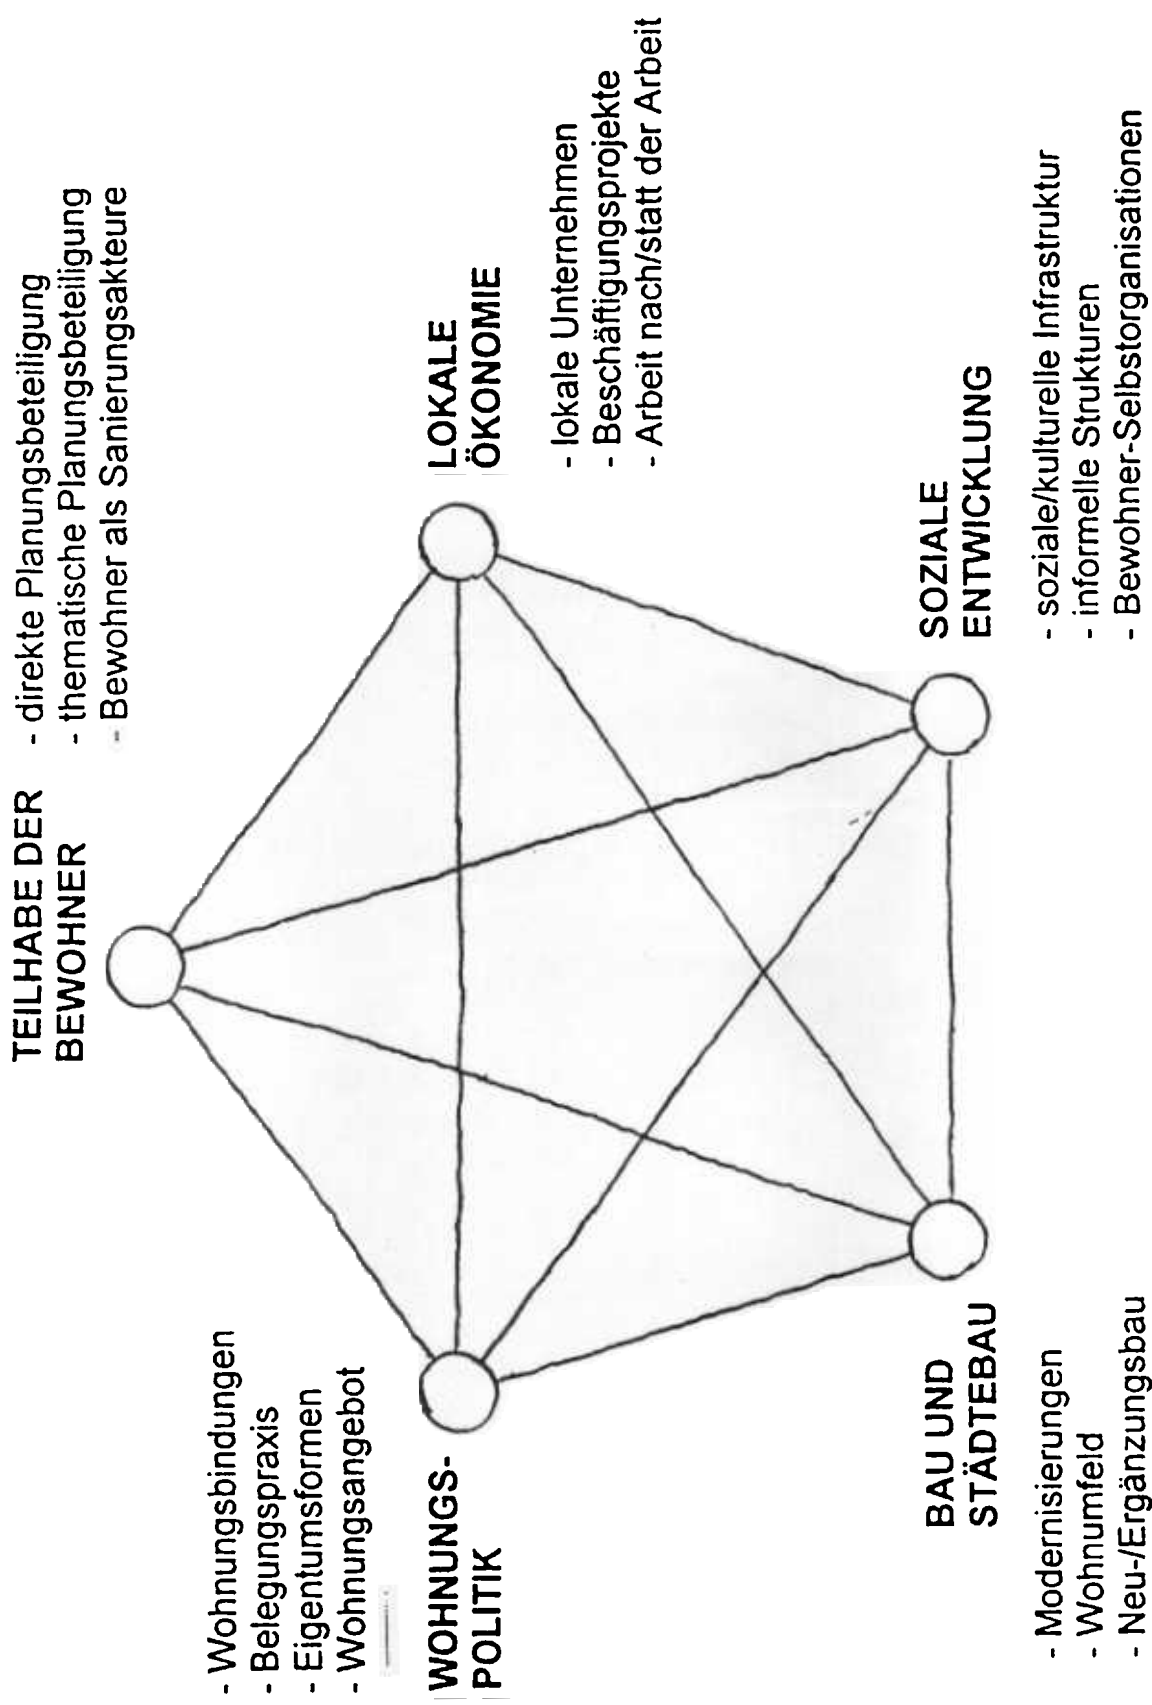 TEILHABE DER
BEWOHNER
- direkte Planungsbeteiligung
- thematische Planungsbeteiligung
- Bewohner als Sanierungsakteure
- Wohnungsbindungen
- Belegungspraxis
- Eigentumsformen
- Wohnungsangebot
WOHNUNGS-
POLITIK
LOKALE
ÖKONOMIE
- lokale Unternehmen
- Beschäftigungsprojekte
- Arbeit nach/statt der Arbeit
BAU UND
STÄDTEBAU
- Modernisierungen
- Wohnumfeld
- Neu-/Ergänzungsbau
SOZIALE
ENTWICKLUNG
- soziale/kulturelle Infrastruktur
- informelle Strukturen
- Bewohner-Selbstorganisationen